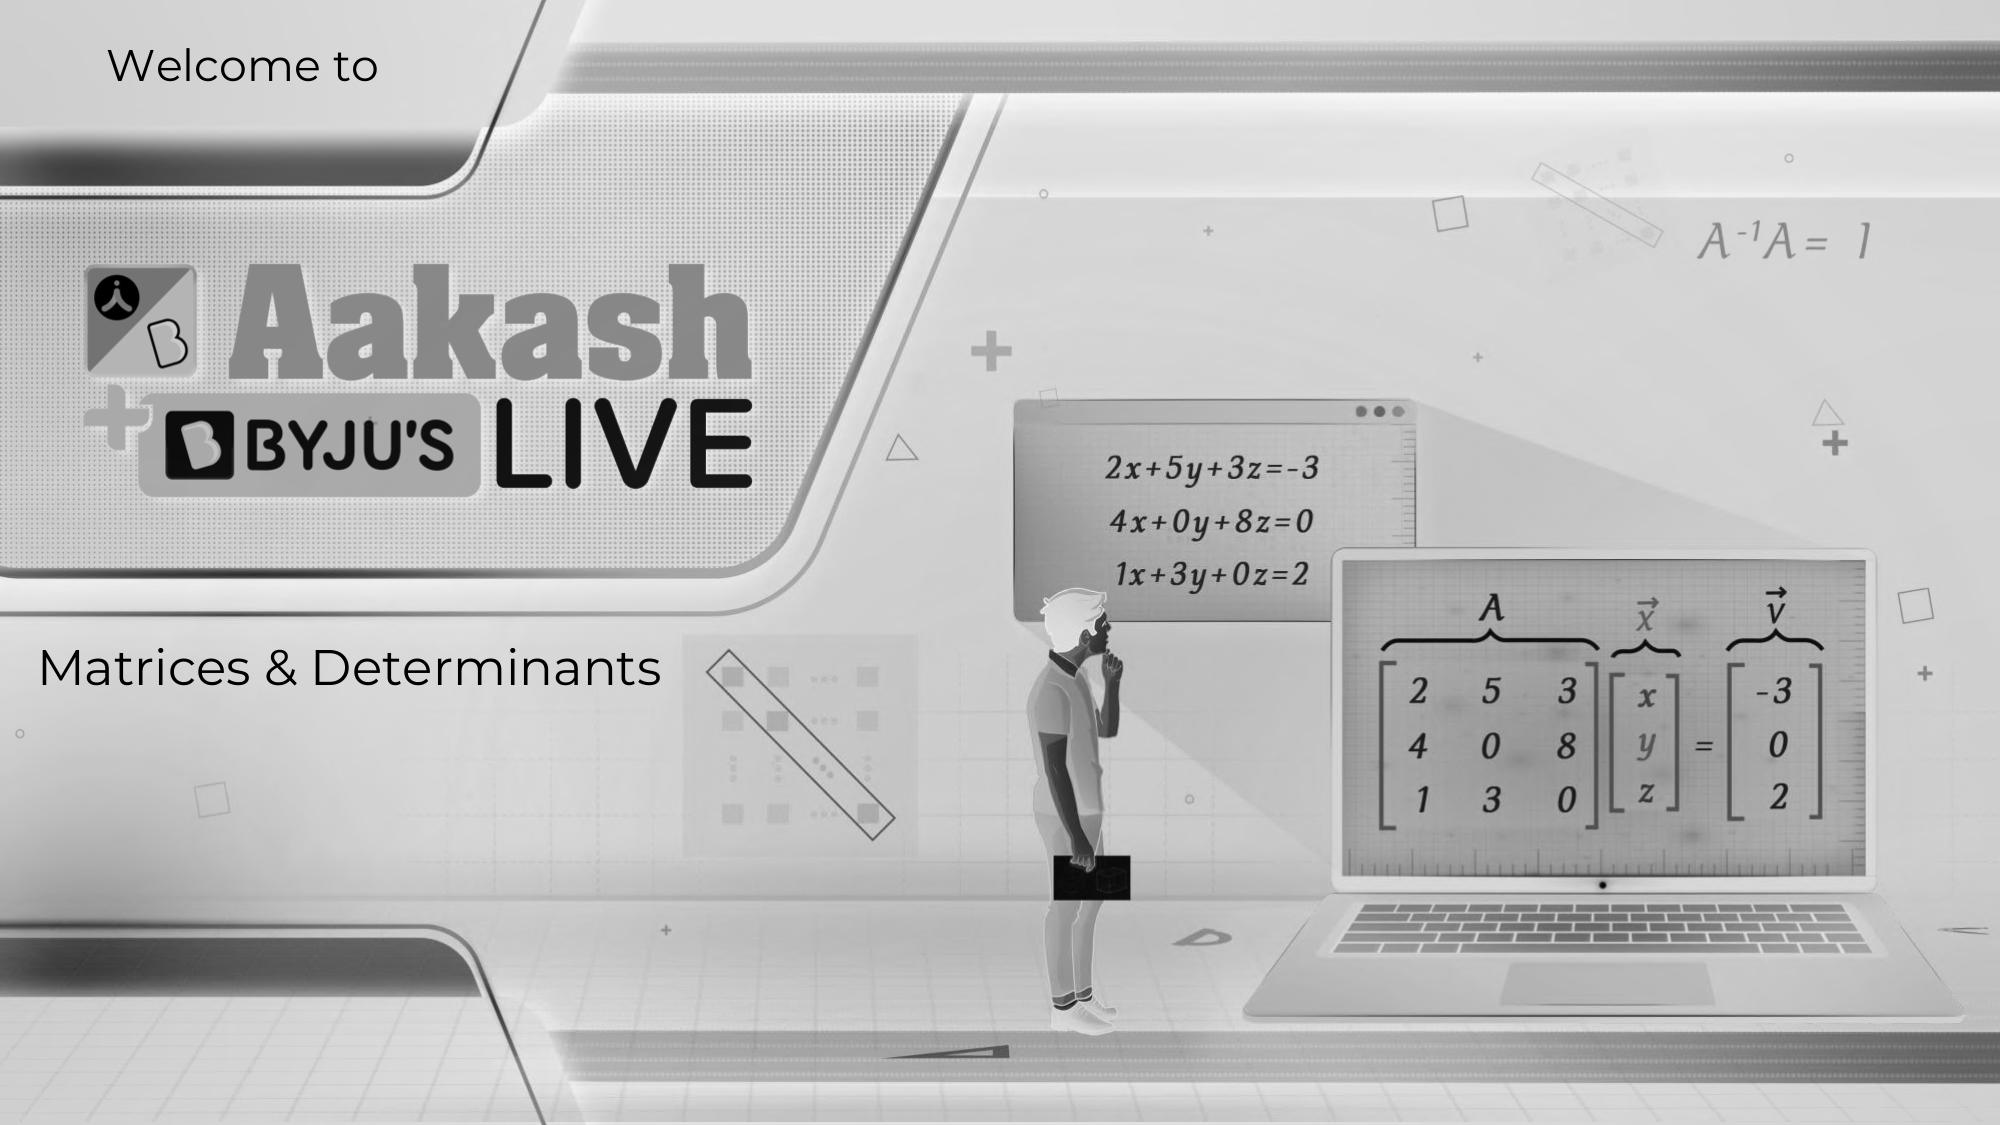 Welcome to
Aakash
BYJU'S LIVE
Matrices & Determinants
A⁻¹A = 1
2x+5y+3z=-3
4x+0y+8z=0
1x+3y+0z=2
A x⃗ v⃗
2 5 3 x -3
4 0 8 y = 0
1 3 0 z 2